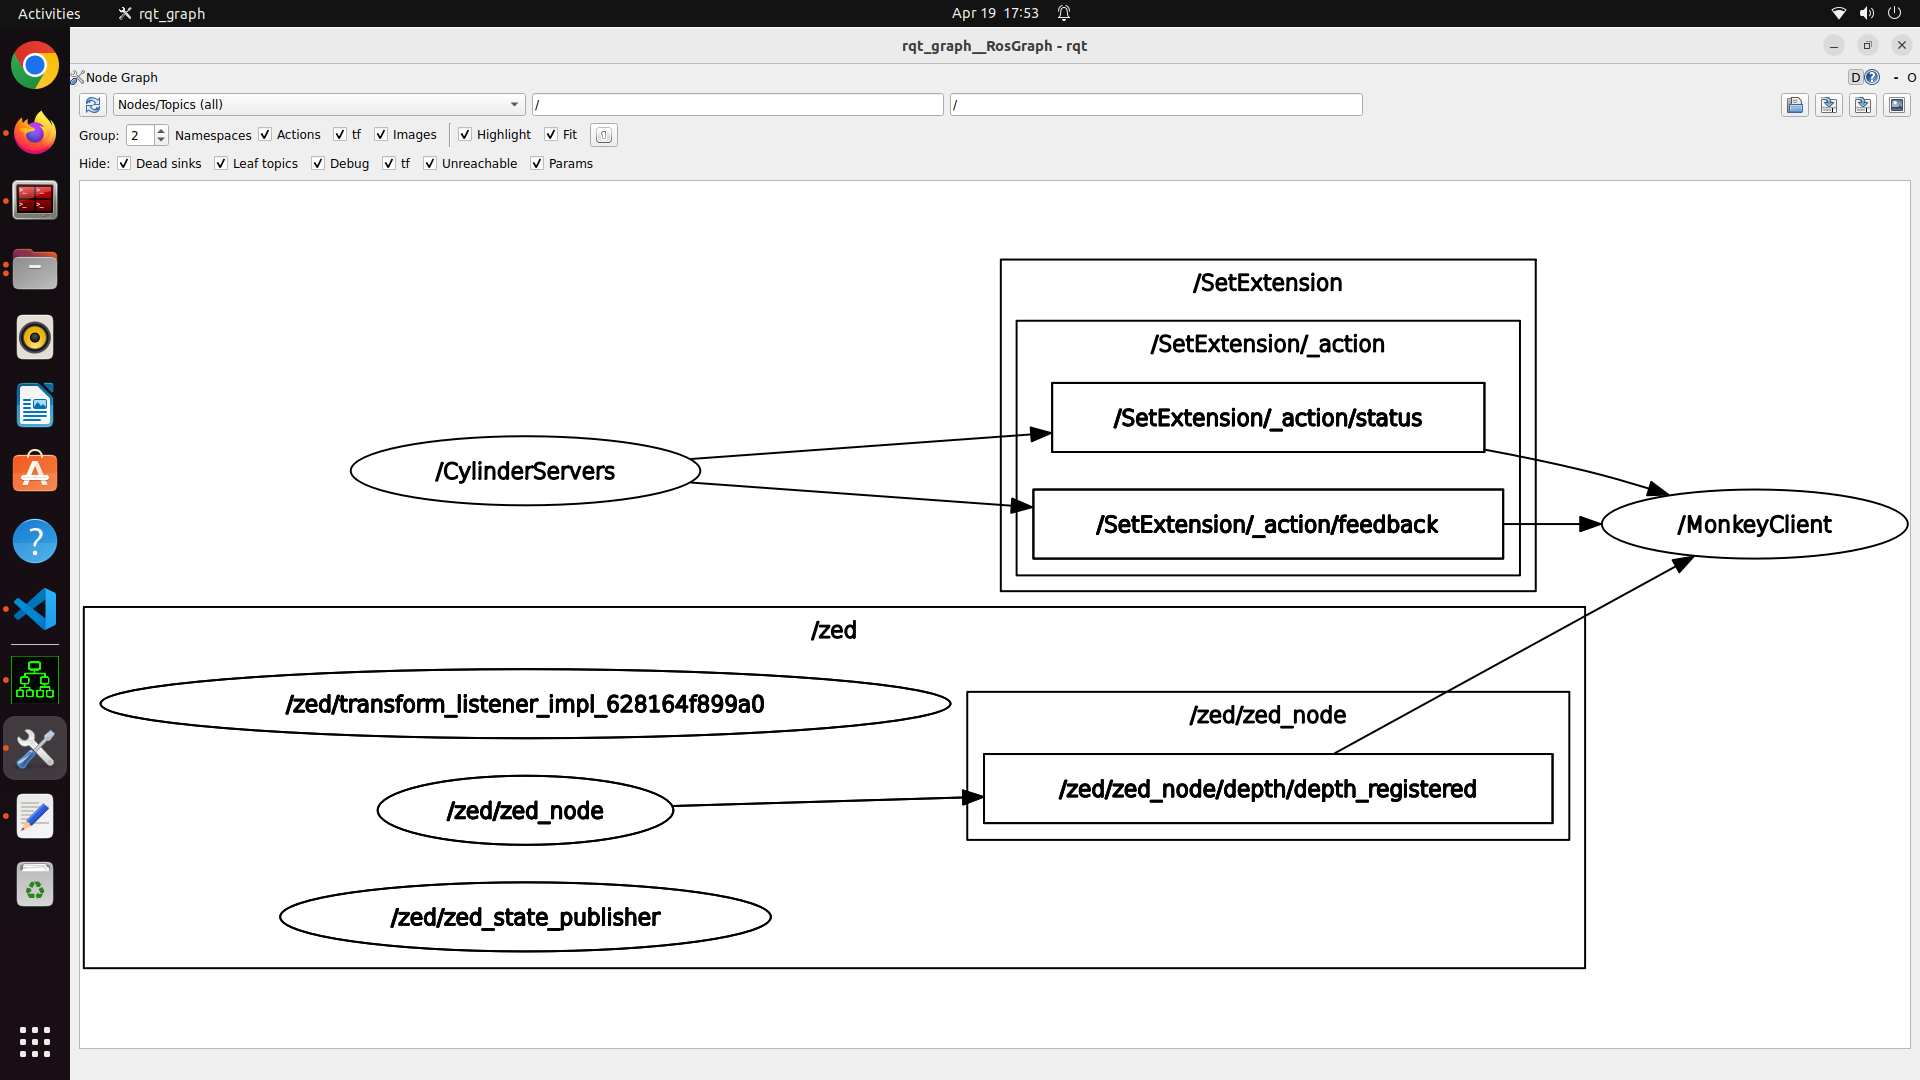 Activities rqt_graph Apr 19 17:53
rqt_graph__RosGraph - rqt
Node Graph D - O
Nodes/Topics (all) / /
Group: 2 Namespaces Actions tf Images Highlight Fit
Hide: Dead sinks Leaf topics Debug tf Unreachable Params
/SetExtension
/SetExtension/_action
/SetExtension/_action/status
/CylinderServers
/SetExtension/_action/feedback
/MonkeyClient
/zed
/zed/transform_listener_impl_628164f899a0
/zed/zed_node
/zed/zed_node/depth/depth_registered
/zed/zed_node
/zed/zed_state_publisher